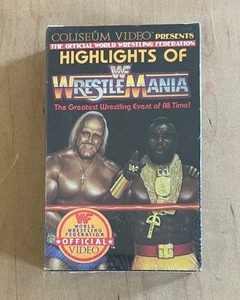 COLISEUM VIDEO PRESENTS
THE OFFICIAL WORLD WRESTLING FEDERATION
HIGHLIGHTS OF
WF
WRESTLEMANIA
The Greatest Wrestling Event of All Time!
WF
WORLD
WRESTLING
FEDERATION
OFFICIAL
VIDEO